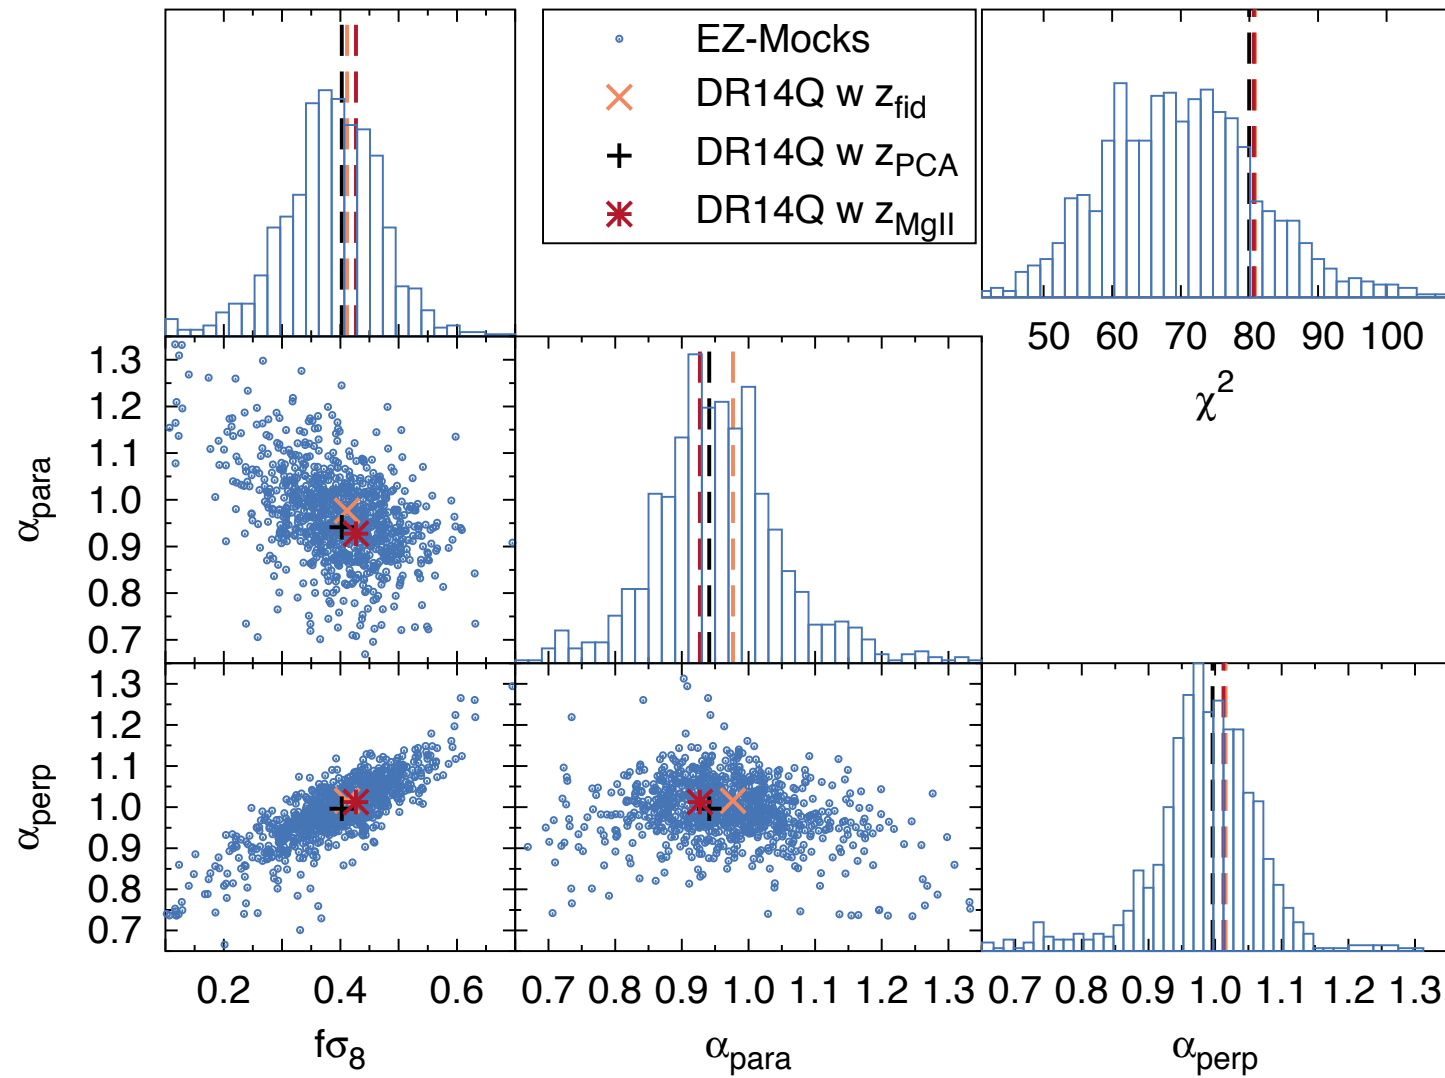 EZ-Mocks
DR14Q w z_fid
DR14Q w z_PCA
DR14Q w z_MgII
50 60 70 80 90 100
χ²
1.3
1.2
1.1
1.0
0.9
0.8
0.7
α_para
1.3
1.2
1.1
1.0
0.9
0.8
0.7
α_perp
0.2 0.4 0.6
0.7 0.8 0.9 1.0 1.1 1.2 1.3
0.7 0.8 0.9 1.0 1.1 1.2 1.3
fσ₈
α_para
α_perp